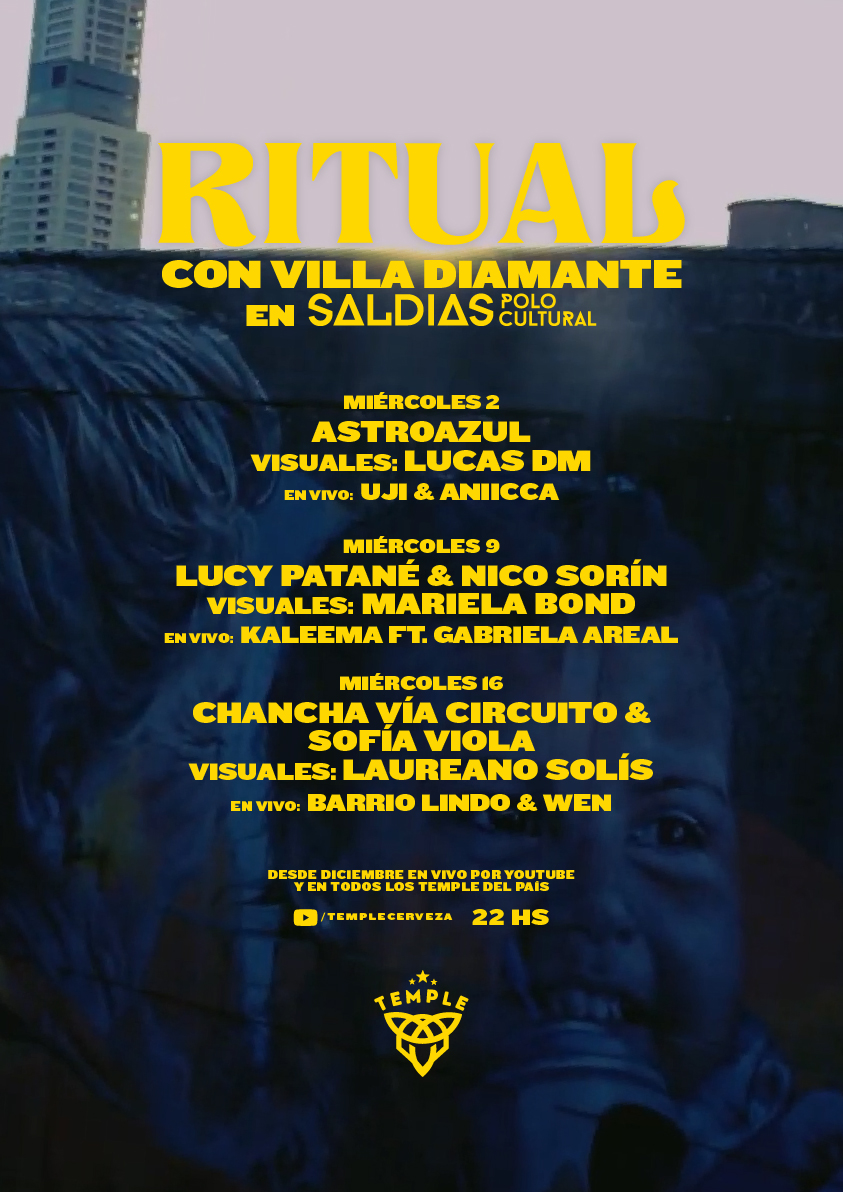 RITUAL
CON VILLA DIAMANTE
EN SALDIAS POLO CULTURAL
MIÉRCOLES 2
ASTROAZUL
VISUALES: LUCAS DM
EN VIVO: UJI & ANIICCA
MIÉRCOLES 9
LUCY PATANÉ & NICO SORÍN
VISUALES: MARIELA BOND
EN VIVO: KALEEMA FT. GABRIELA AREAL
MIÉRCOLES 16
CHANCHA VÍA CIRCUITO &
SOFÍA VIOLA
VISUALES: LAUREANO SOLÍS
EN VIVO: BARRIO LINDO & WEN
DESDE DICIEMBRE EN VIVO POR YOUTUBE
Y EN TODOS LOS TEMPLE DEL PAÍS
/TEMPLECERVEZA 22 HS
TEMPLE